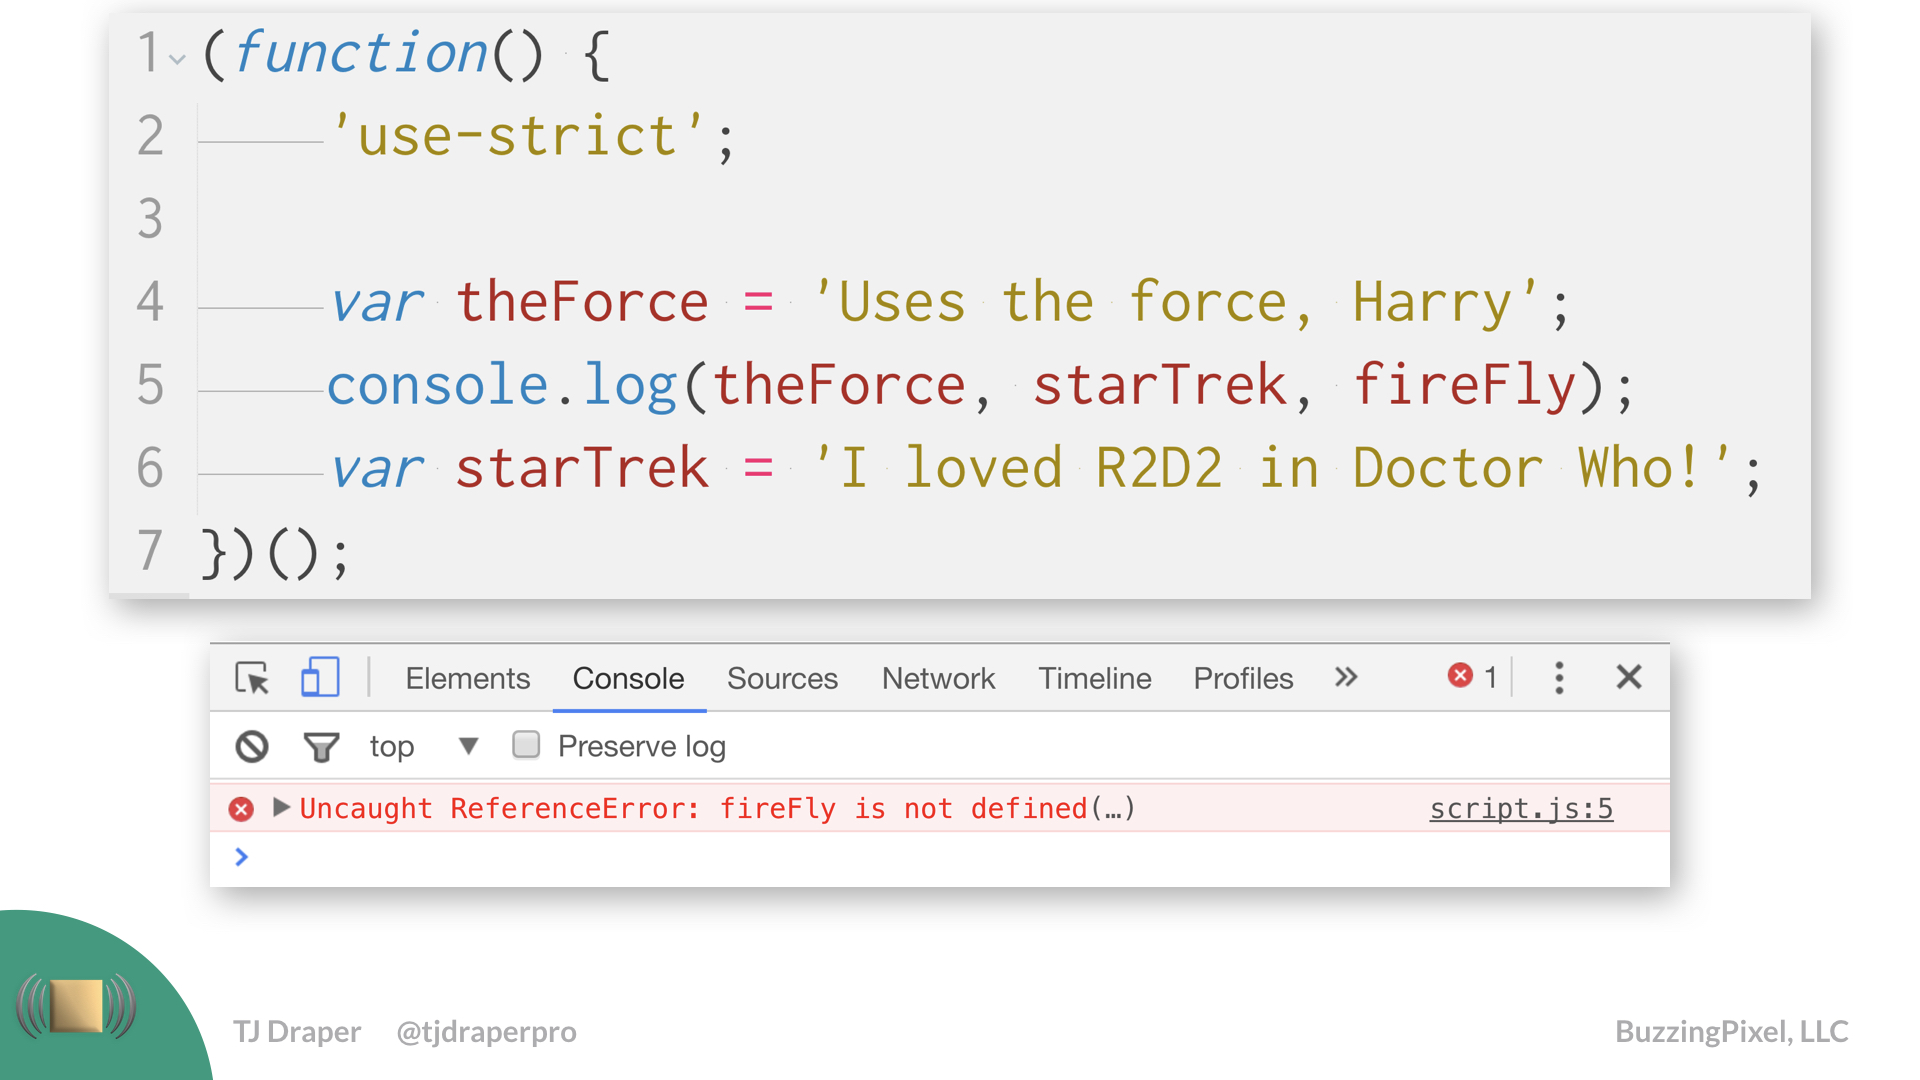 1 (function() {
2 'use-strict';
3
4 var theForce = 'Uses the force, Harry';
5 console.log(theForce, starTrek, fireFly);
6 var starTrek = 'I loved R2D2 in Doctor Who!';
7 })();
Elements Console Sources Network Timeline Profiles » 1
top Preserve log
Uncaught ReferenceError: fireFly is not defined(…) script.js:5
>
TJ Draper @tjdraperpro BuzzingPixel, LLC